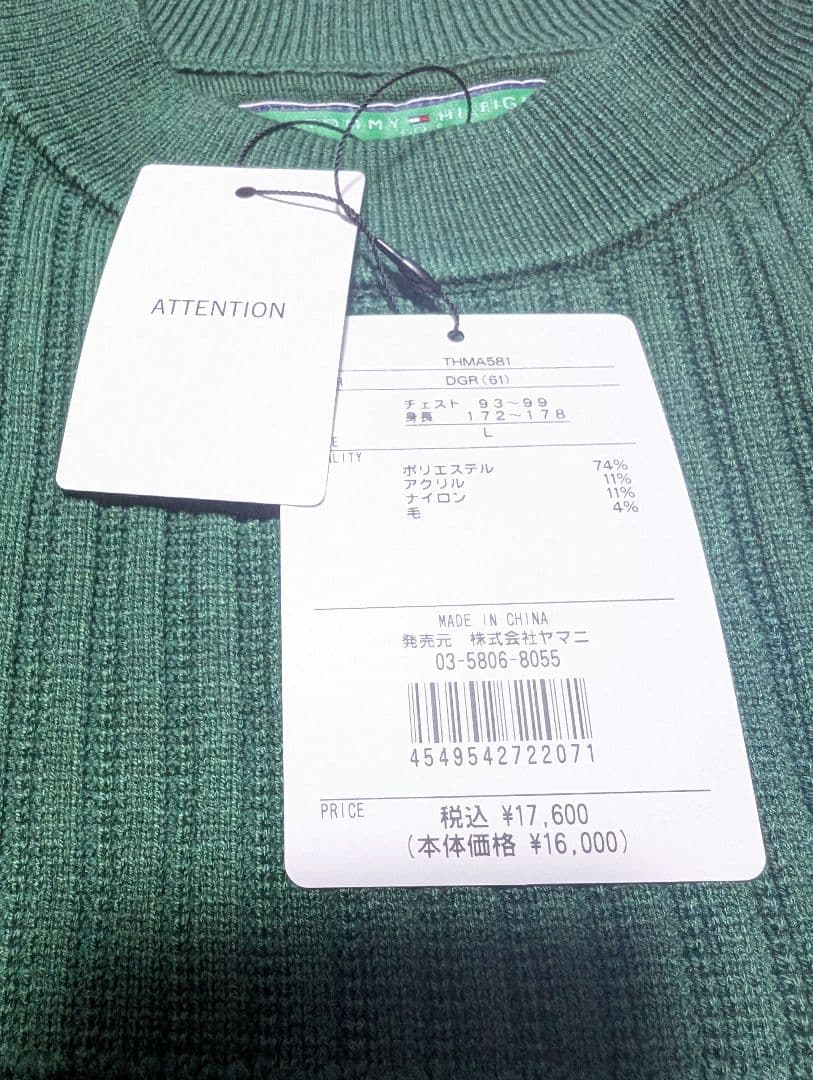 TOMMY HILFIG
ATTENTION
THMA581
R
DGR(61)
チェスト 93~99
身長 172~178
E
L
LITY
ポリエステル 74%
アクリル 11%
ナイロン 11%
毛 4%
MADE IN CHINA
発売元 株式会社ヤマニ
03-5806-8055
4549542722071
PRICE
税込 ¥17,600
(本体価格 ¥16,000)